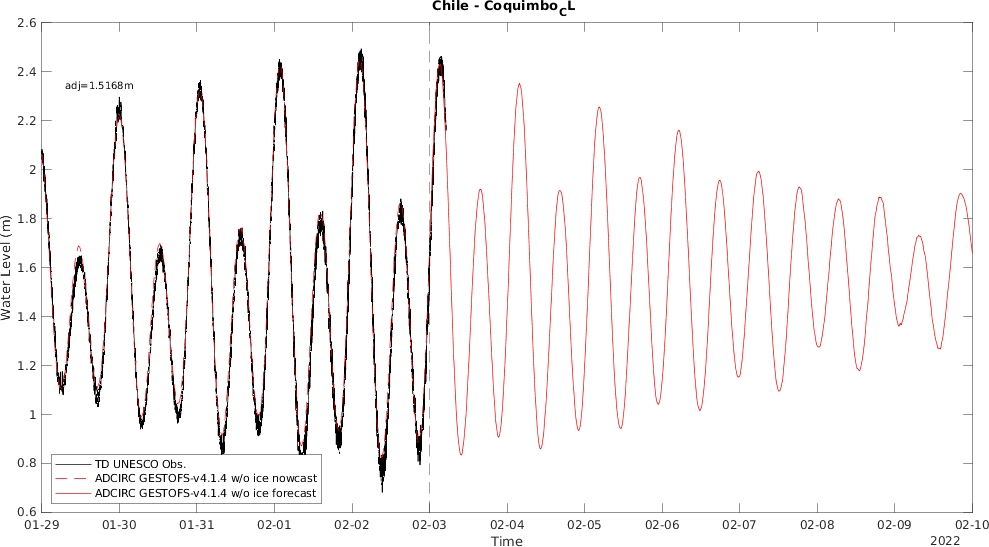 Chile - Coquimbo_CL
2.6
2.4
2.2
2
1.8
1.6
1.4
1.2
1
0.8
0.6
Water Level (m)
adj=1.5168m
TD UNESCO Obs.
ADCIRC GESTOFS-v4.1.4 w/o ice nowcast
ADCIRC GESTOFS-v4.1.4 w/o ice forecast
01-29 01-30 01-31 02-01 02-02 02-03 02-04 02-05 02-06 02-07 02-08 02-09 02-10
Time
2022